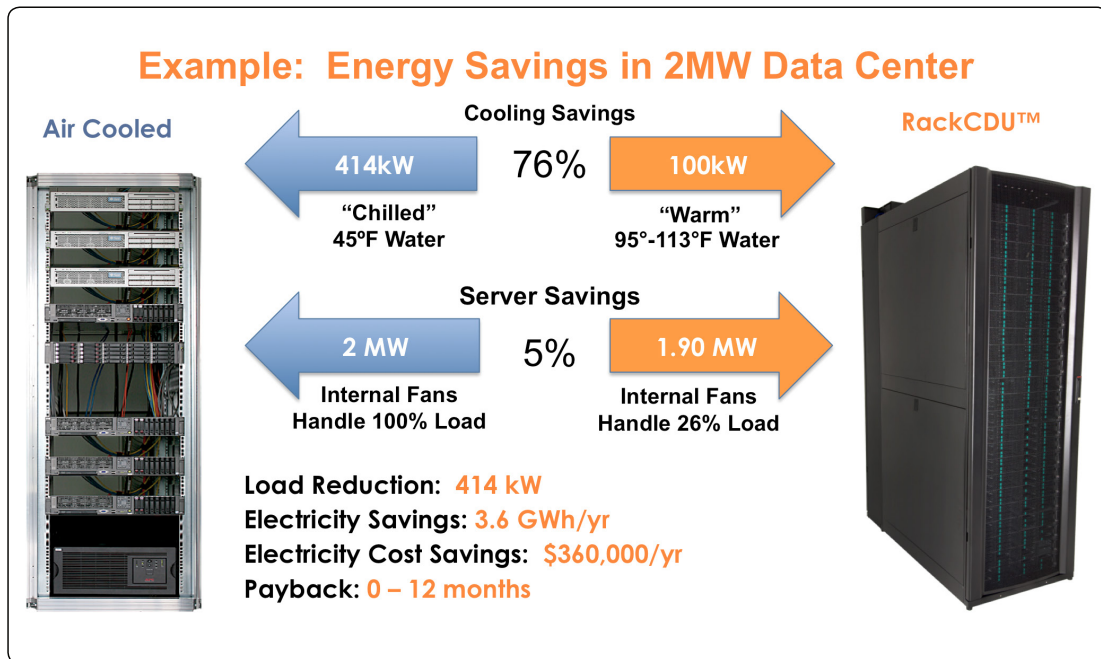 Example: Energy Savings in 2MW Data Center
Air Cooled
Cooling Savings
RackCDU™
414kW
76%
100kW
“Chilled”
45ºF Water
“Warm”
95°-113°F Water
Server Savings
2 MW
5%
1.90 MW
Internal Fans
Handle 100% Load
Internal Fans
Handle 26% Load
Load Reduction: 414 kW
Electricity Savings: 3.6 GWh/yr
Electricity Cost Savings: $360,000/yr
Payback: 0 – 12 months